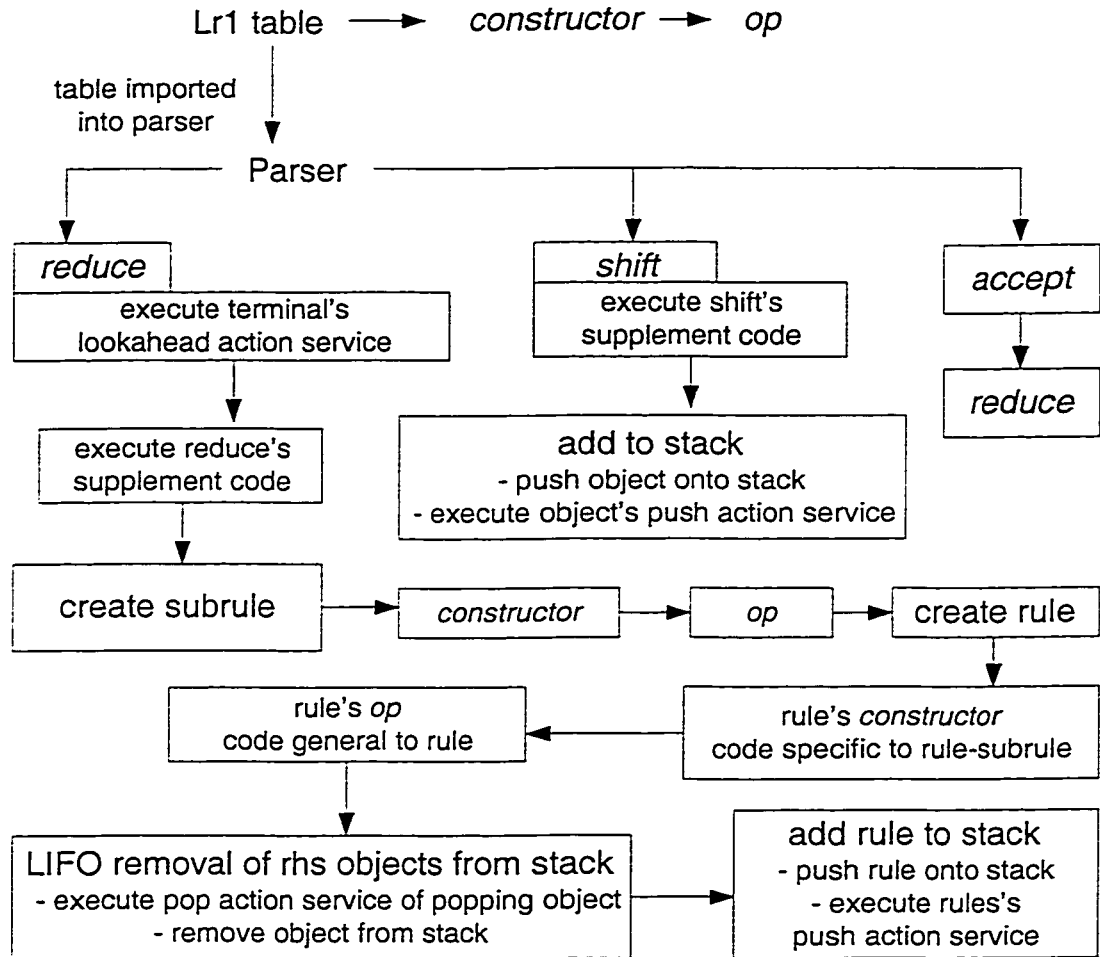 Lr1 table constructor op
table imported
into parser
Parser
reduce
execute terminal's
lookahead action service
shift
execute shift's
supplement code
accept
reduce
execute reduce's
supplement code
add to stack
- push object onto stack
- execute object's push action service
create subrule
constructor
op
create rule
rule's op
code general to rule
rule's constructor
code specific to rule-subrule
LIFO removal of rhs objects from stack
- execute pop action service of popping object
- remove object from stack
add rule to stack
- push rule onto stack
- execute rules's
push action service